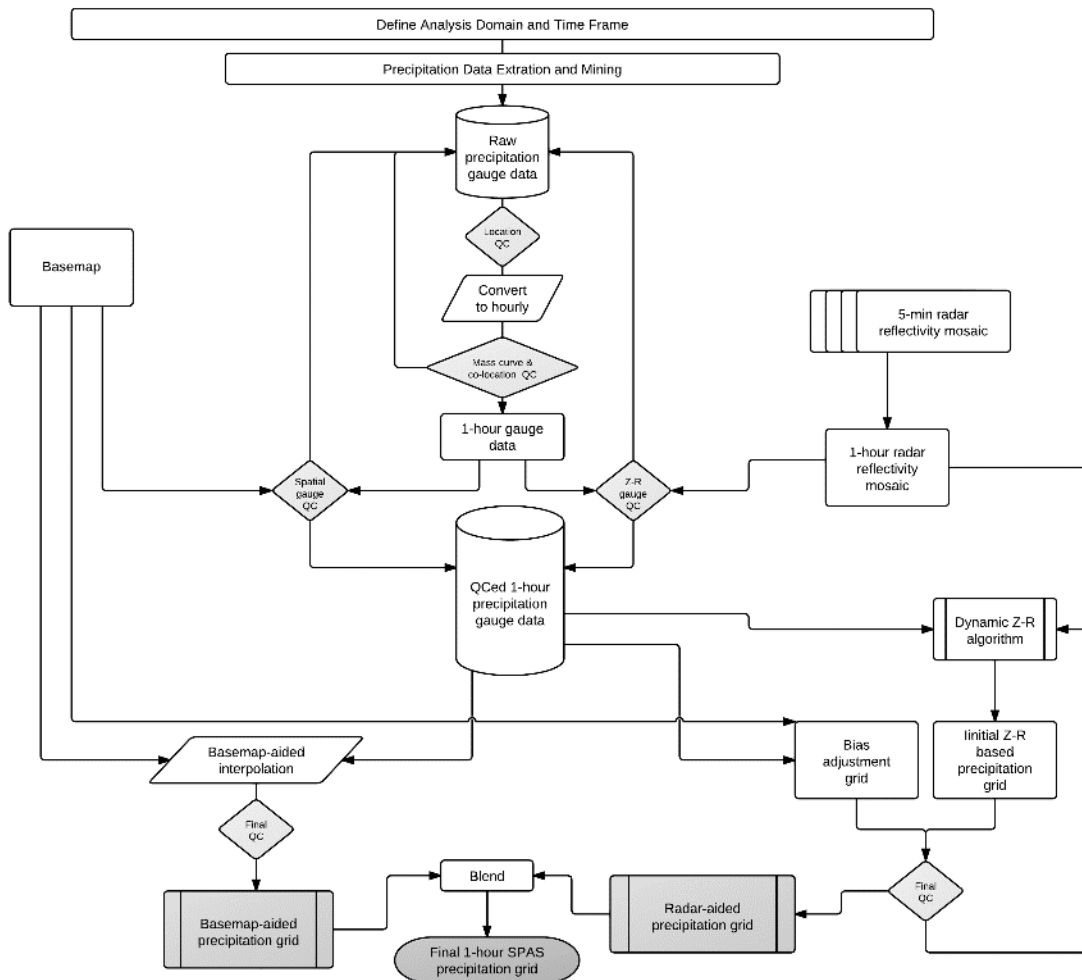 Define Analysis Domain and Time Frame
Precipitation Data Extration and Mining
Raw
precipitation
gauge data
Location
QC
Basemap
Convert
to hourly
5-min radar
reflectivity mosaic
Mass curve &
co-location QC
1-hour gauge
data
1-hour radar
reflectivity
mosaic
Spatial
gauge
QC
Z-R
gauge
QC
QCed 1-hour
precipitation
gauge data
Dynamic Z-R
algorithm
Basemap-aided
interpolation
Bias
adjustment
grid
Iinitial Z-R
based
precipitation
grid
Final
QC
Blend
Final
QC
Basemap-aided
precipitation grid
Radar-aided
precipitation grid
Final 1-hour SPAS
precipitation grid